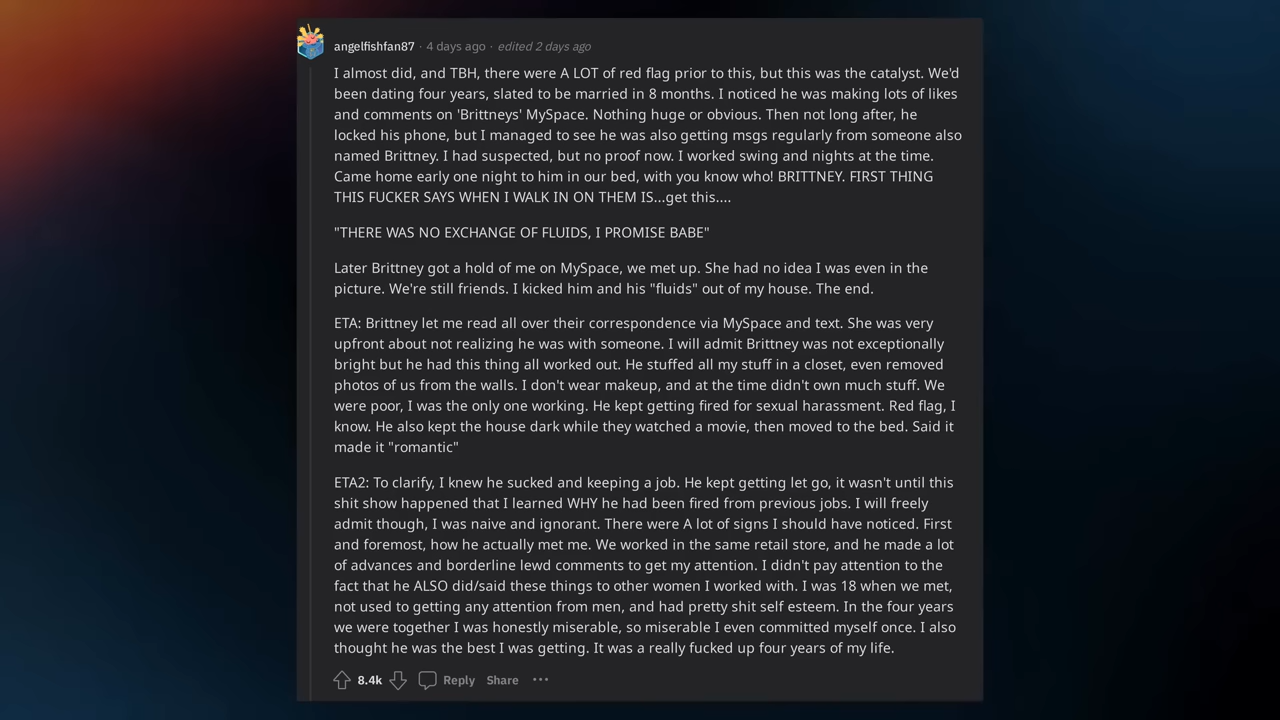 angelfishfan87 · 4 days ago · edited 2 days ago
I almost did, and TBH, there were A LOT of red flag prior to this, but this was the catalyst. We'd
been dating four years, slated to be married in 8 months. I noticed he was making lots of likes
and comments on 'Brittneys' MySpace. Nothing huge or obvious. Then not long after, he
locked his phone, but I managed to see he was also getting msgs regularly from someone also
named Brittney. I had suspected, but no proof now. I worked swing and nights at the time.
Came home early one night to him in our bed, with you know who! BRITTNEY. FIRST THING
THIS FUCKER SAYS WHEN I WALK IN ON THEM IS...get this....
"THERE WAS NO EXCHANGE OF FLUIDS, I PROMISE BABE"
Later Brittney got a hold of me on MySpace, we met up. She had no idea I was even in the
picture. We're still friends. I kicked him and his "fluids" out of my house. The end.
ETA: Brittney let me read all over their correspondence via MySpace and text. She was very
upfront about not realizing he was with someone. I will admit Brittney was not exceptionally
bright but he had this thing all worked out. He stuffed all my stuff in a closet, even removed
photos of us from the walls. I don't wear makeup, and at the time didn't own much stuff. We
were poor, I was the only one working. He kept getting fired for sexual harassment. Red flag, I
know. He also kept the house dark while they watched a movie, then moved to the bed. Said it
made it "romantic"
ETA2: To clarify, I knew he sucked and keeping a job. He kept getting let go, it wasn't until this
shit show happened that I learned WHY he had been fired from previous jobs. I will freely
admit though, I was naive and ignorant. There were A lot of signs I should have noticed. First
and foremost, how he actually met me. We worked in the same retail store, and he made a lot
of advances and borderline lewd comments to get my attention. I didn't pay attention to the
fact that he ALSO did/said these things to other women I worked with. I was 18 when we met,
not used to getting any attention from men, and had pretty shit self esteem. In the four years
we were together I was honestly miserable, so miserable I even committed myself once. I also
thought he was the best I was getting. It was a really fucked up four years of my life.
8.4k Reply Share ···